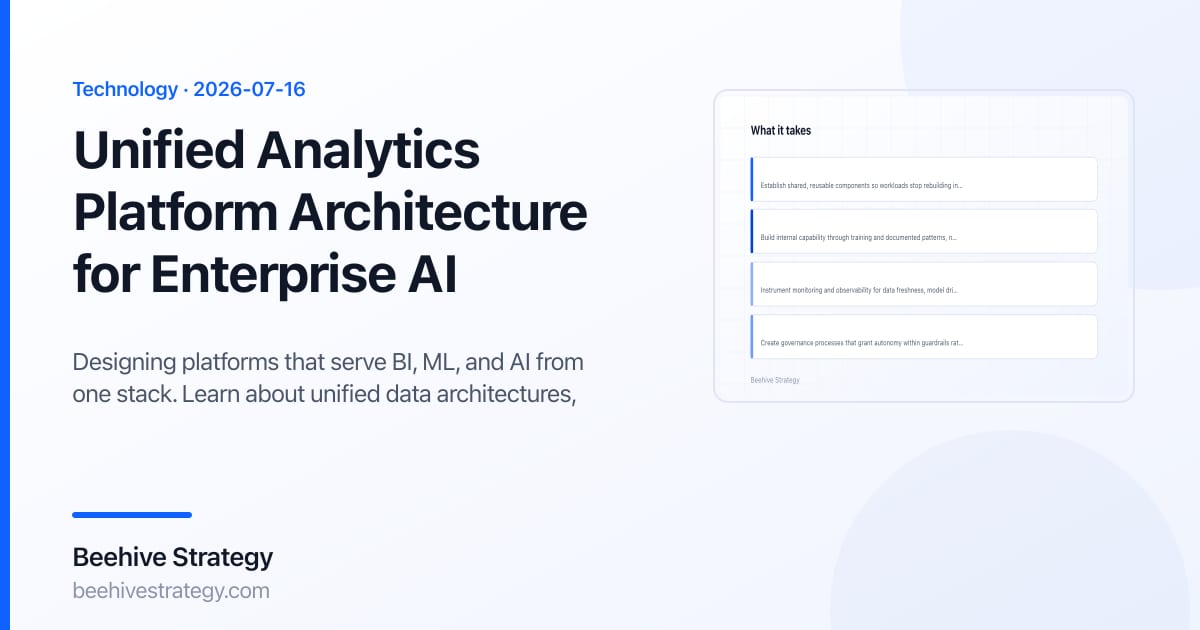 Technology · 2026-07-16
Unified Analytics
Platform Architecture
for Enterprise AI
Designing platforms that serve BI, ML, and AI from
one stack. Learn about unified data architectures,
Beehive Strategy
beehivestrategy.com
What it takes
Establish shared, reusable components so workloads stop rebuilding in...
Build internal capability through training and documented patterns, n...
Instrument monitoring and observability for data freshness, model dri...
Create governance processes that grant autonomy within guardrails rat...
Beehive Strategy